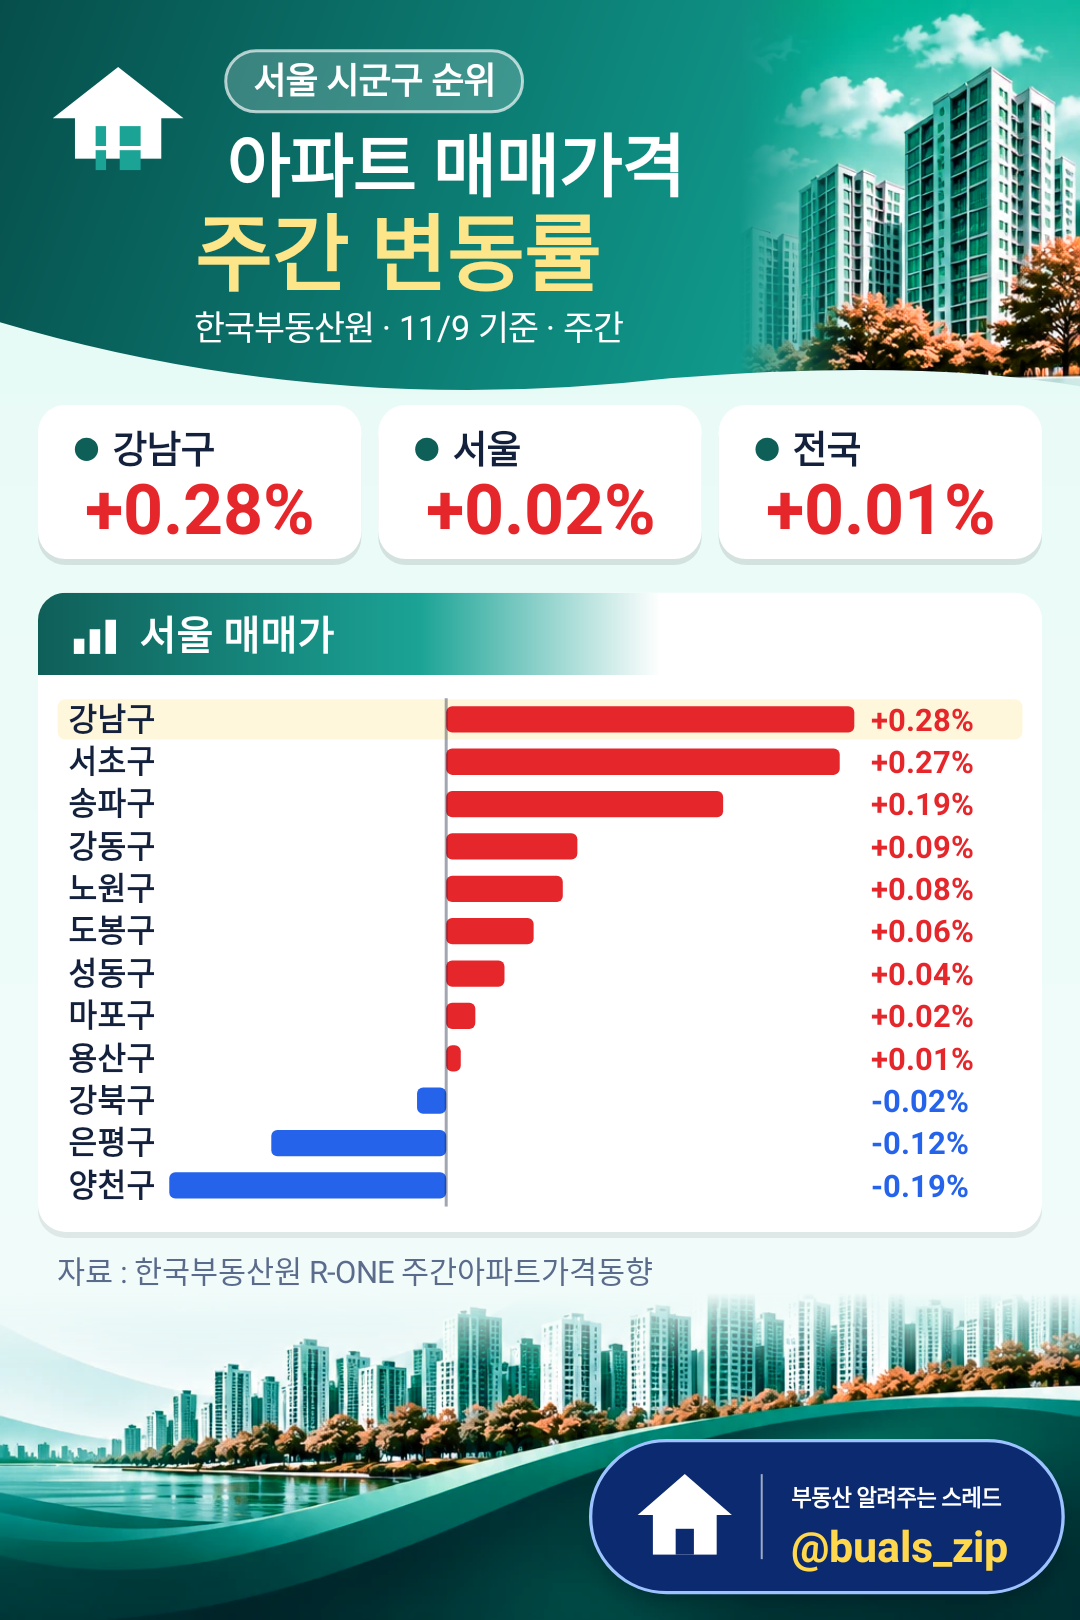 서울 시군구 순위
아파트 매매가격
주간 변동률
한국부동산원 · 11/9 기준 · 주간
강남구
+0.28%
서울
+0.02%
전국
+0.01%
서울 매매가
강남구 +0.28%
서초구 +0.27%
송파구 +0.19%
강동구 +0.09%
노원구 +0.08%
도봉구 +0.06%
성동구 +0.04%
마포구 +0.02%
용산구 +0.01%
강북구 -0.02%
은평구 -0.12%
양천구 -0.19%
자료 : 한국부동산원 R-ONE 주간아파트가격동향
부동산 알려주는 스레드
@buals_zip